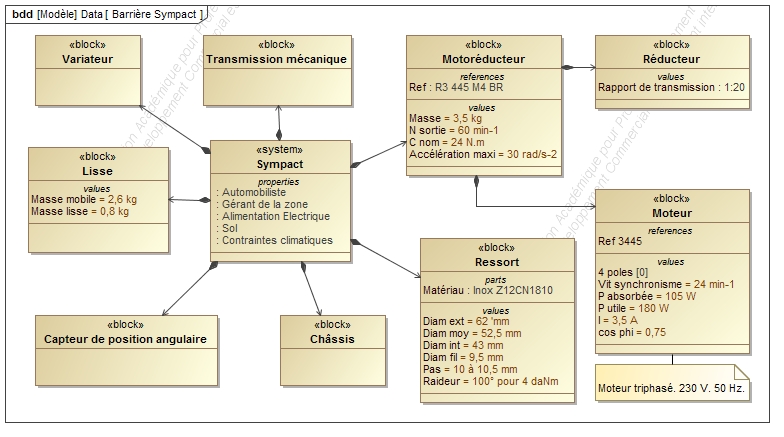 bdd [Modèle] Data [ Barrière Sympact ]
«block»
Variateur
«block»
Transmission mécanique
«block»
Motoréducteur
references
Ref : R3 445 M4 BR
values
Masse = 3,5 kg
N sortie = 60 min-1
C nom = 24 N.m
Accélération maxi = 30 rad/s-2
«block»
Réducteur
values
Rapport de transmission : 1:20
«block»
Lisse
values
Masse mobile = 2,6 kg
Masse lisse = 0,8 kg
«system»
Sympact
properties
: Automobiliste
: Gérant de la zone
: Alimentation Electrique
: Sol
: Contraintes climatiques
«block»
Moteur
references
Ref 3445
values
4 poles [0]
Vit synchronisme = 24 min-1
P absorbée = 105 W
P utile = 180 W
I = 3,5 A
cos phi = 0,75
«block»
Ressort
parts
Matériau : Inox Z12CN1810
values
Diam ext = 62 'mm
Diam moy = 52,5 mm
Diam int = 43 mm
Diam fil = 9,5 mm
Pas = 10 à 10,5 mm
Raideur = 100° pour 4 daNm
«block»
Capteur de position angulaire
«block»
Châssis
Moteur triphasé. 230 V. 50 Hz.